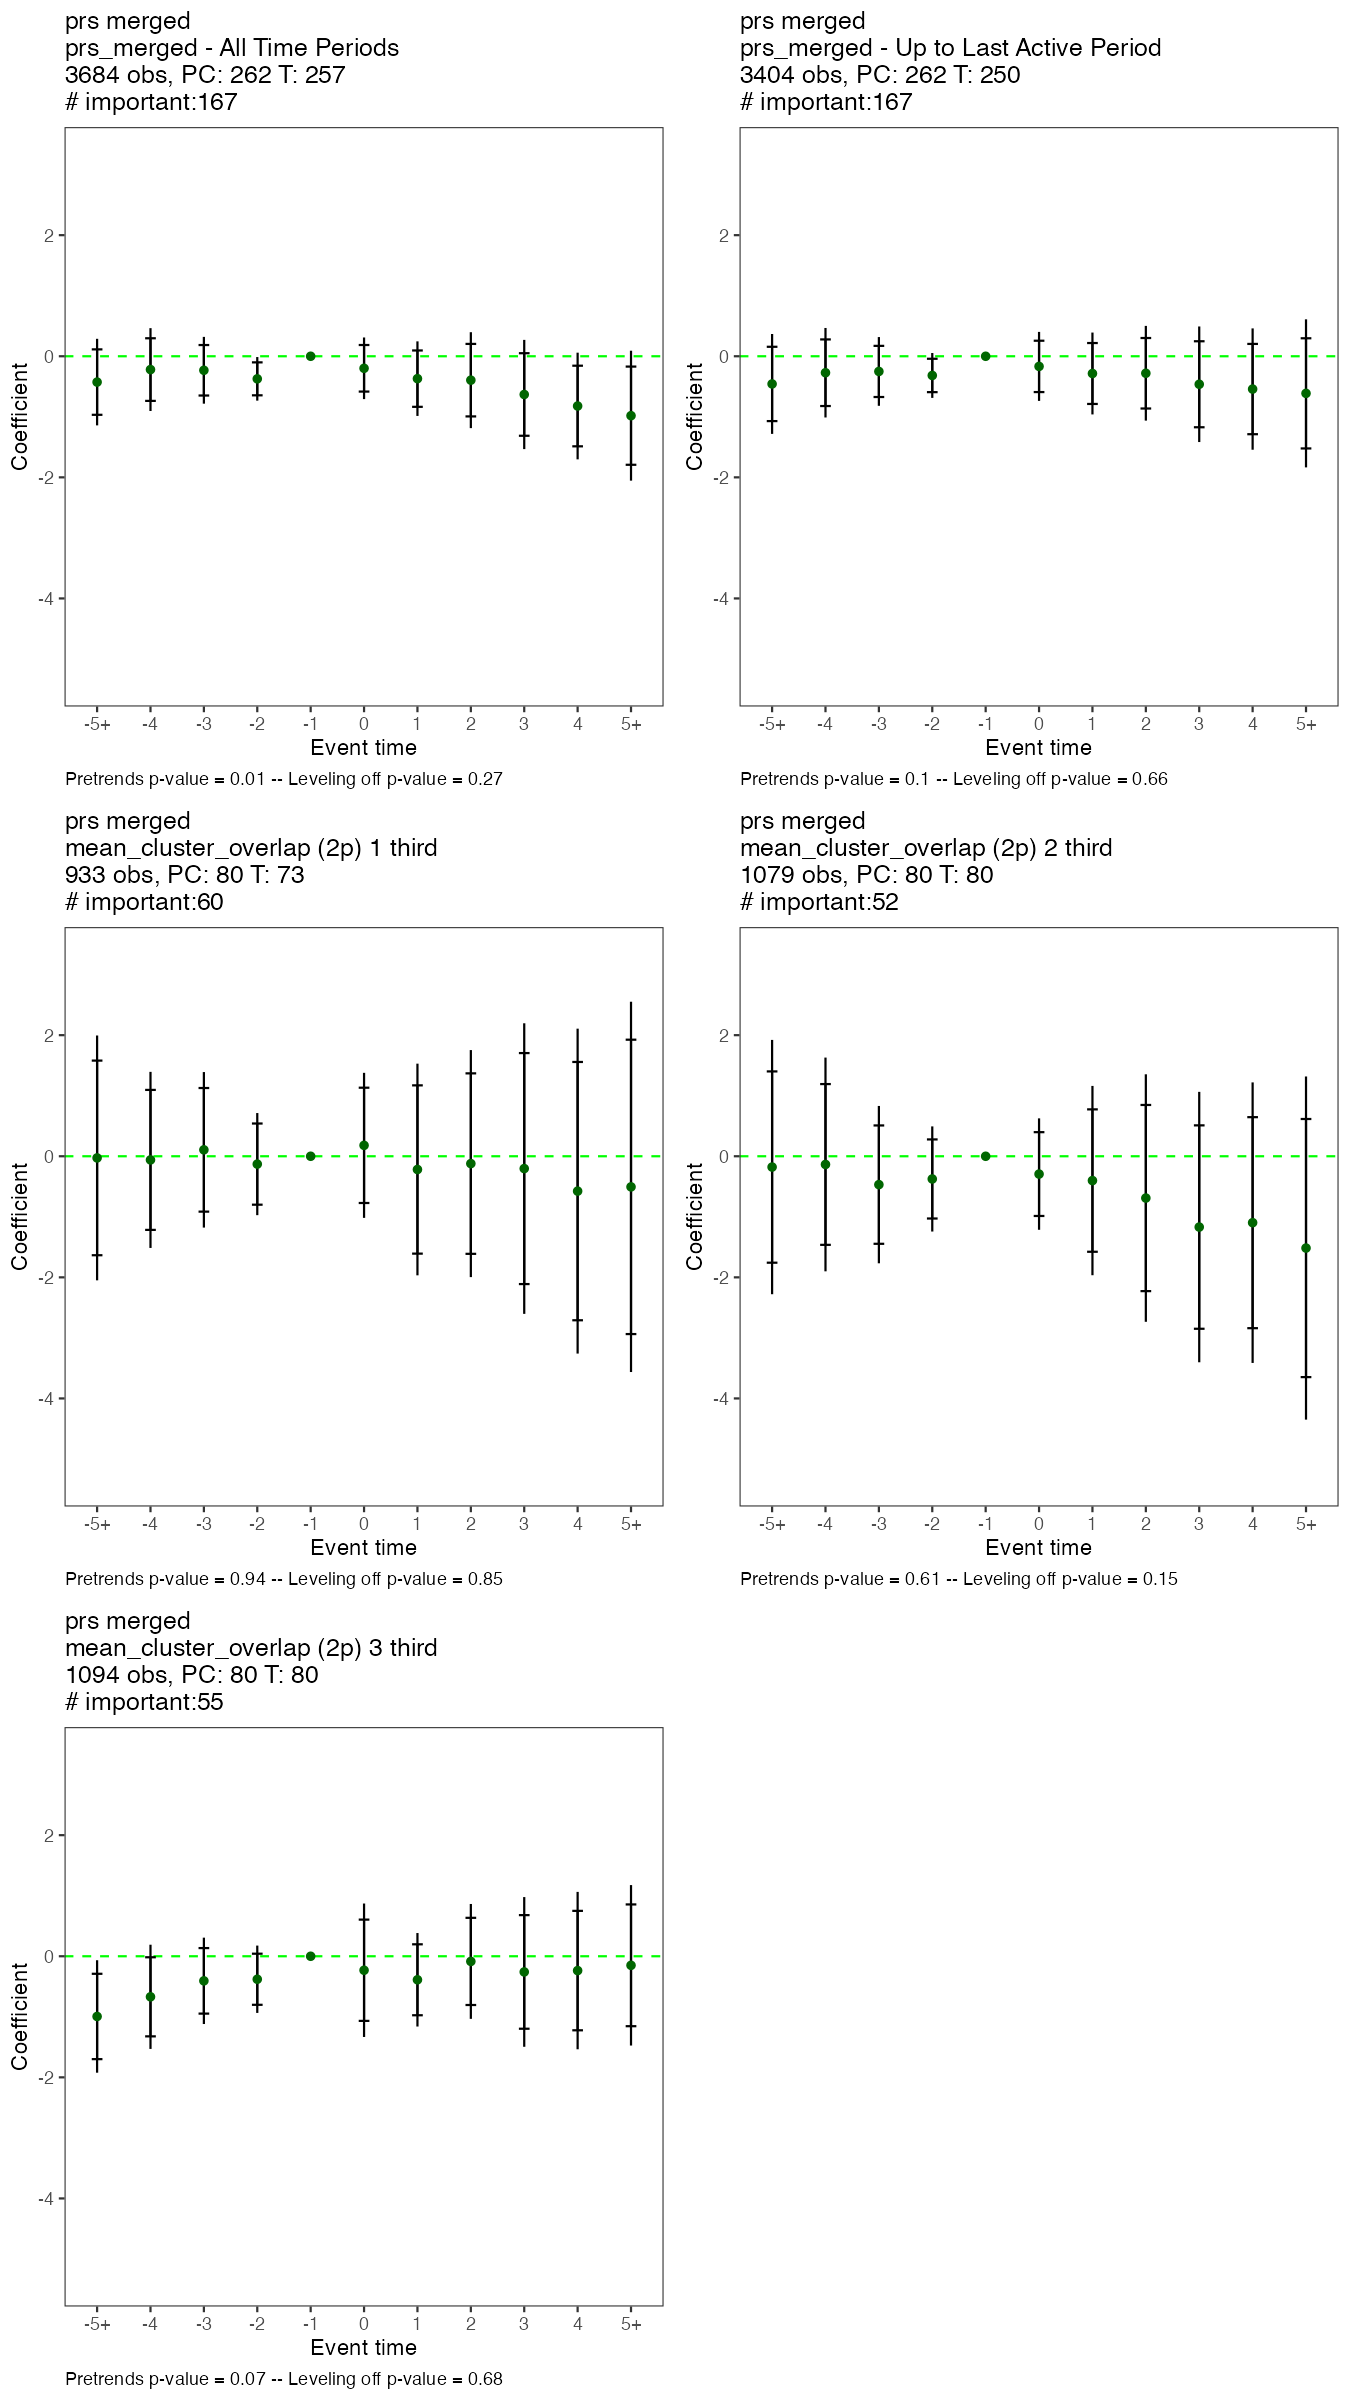 prs merged
prs_merged - All Time Periods
3684 obs, PC: 262 T: 257
# important:167
2
0
-2
-4
Coefficient
-5+ -4 -3 -2 -1 0 1 2 3 4 5+
Event time
Pretrends p-value = 0.01 -- Leveling off p-value = 0.27
prs merged
prs_merged - Up to Last Active Period
3404 obs, PC: 262 T: 250
# important:167
2
0
-2
-4
Coefficient
-5+ -4 -3 -2 -1 0 1 2 3 4 5+
Event time
Pretrends p-value = 0.1 -- Leveling off p-value = 0.66
prs merged
mean_cluster_overlap (2p) 1 third
933 obs, PC: 80 T: 73
# important:60
2
0
-2
-4
Coefficient
-5+ -4 -3 -2 -1 0 1 2 3 4 5+
Event time
Pretrends p-value = 0.94 -- Leveling off p-value = 0.85
prs merged
mean_cluster_overlap (2p) 2 third
1079 obs, PC: 80 T: 80
# important:52
2
0
-2
-4
Coefficient
-5+ -4 -3 -2 -1 0 1 2 3 4 5+
Event time
Pretrends p-value = 0.61 -- Leveling off p-value = 0.15
prs merged
mean_cluster_overlap (2p) 3 third
1094 obs, PC: 80 T: 80
# important:55
2
0
-2
-4
Coefficient
-5+ -4 -3 -2 -1 0 1 2 3 4 5+
Event time
Pretrends p-value = 0.07 -- Leveling off p-value = 0.68